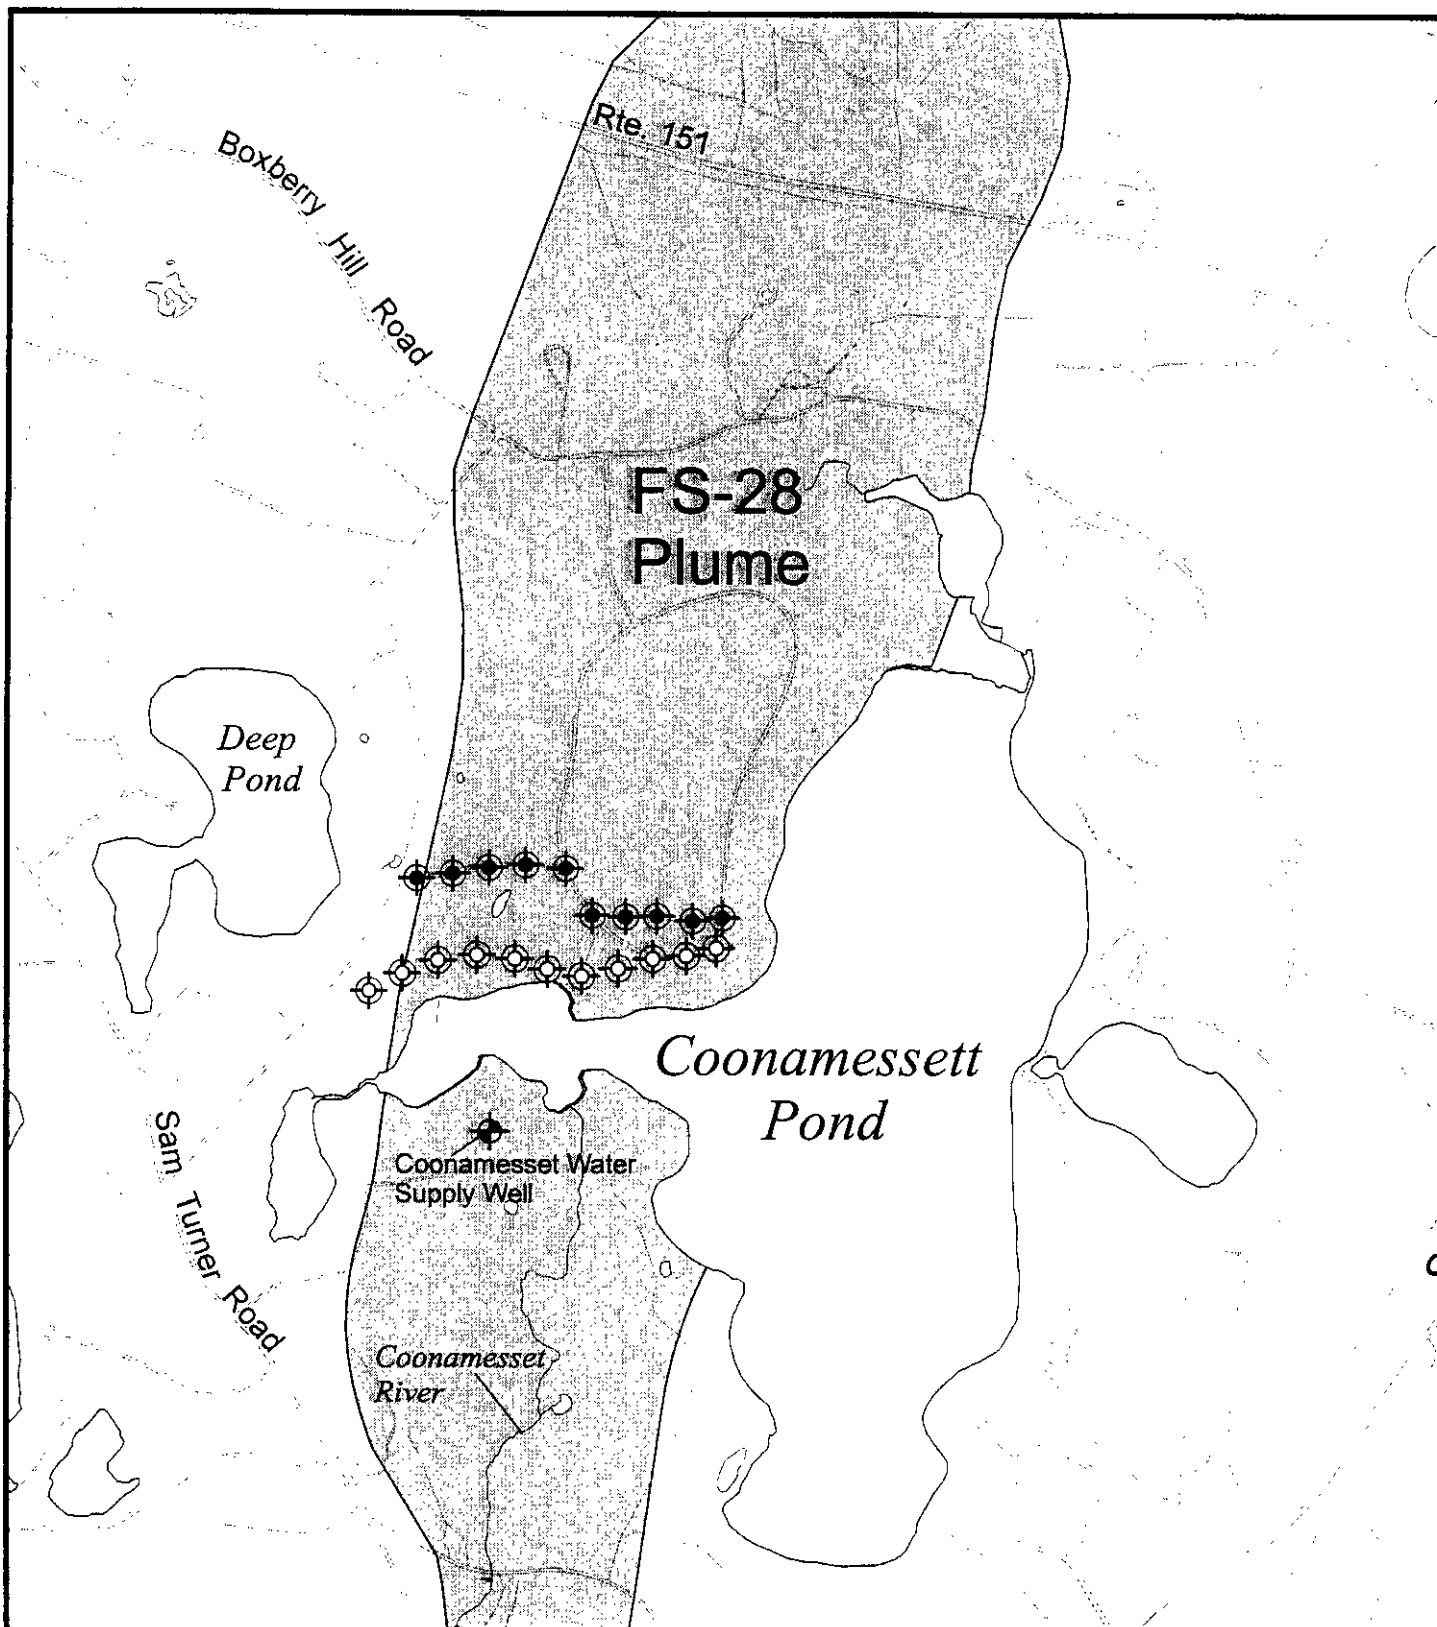 Rte. 151
Boxberry Hill Road
FS-28
Plume
Deep
Pond
Coonamessett
Pond
Sam Turner Road
Coonamesset Water
Supply Well
Coonamesset
River